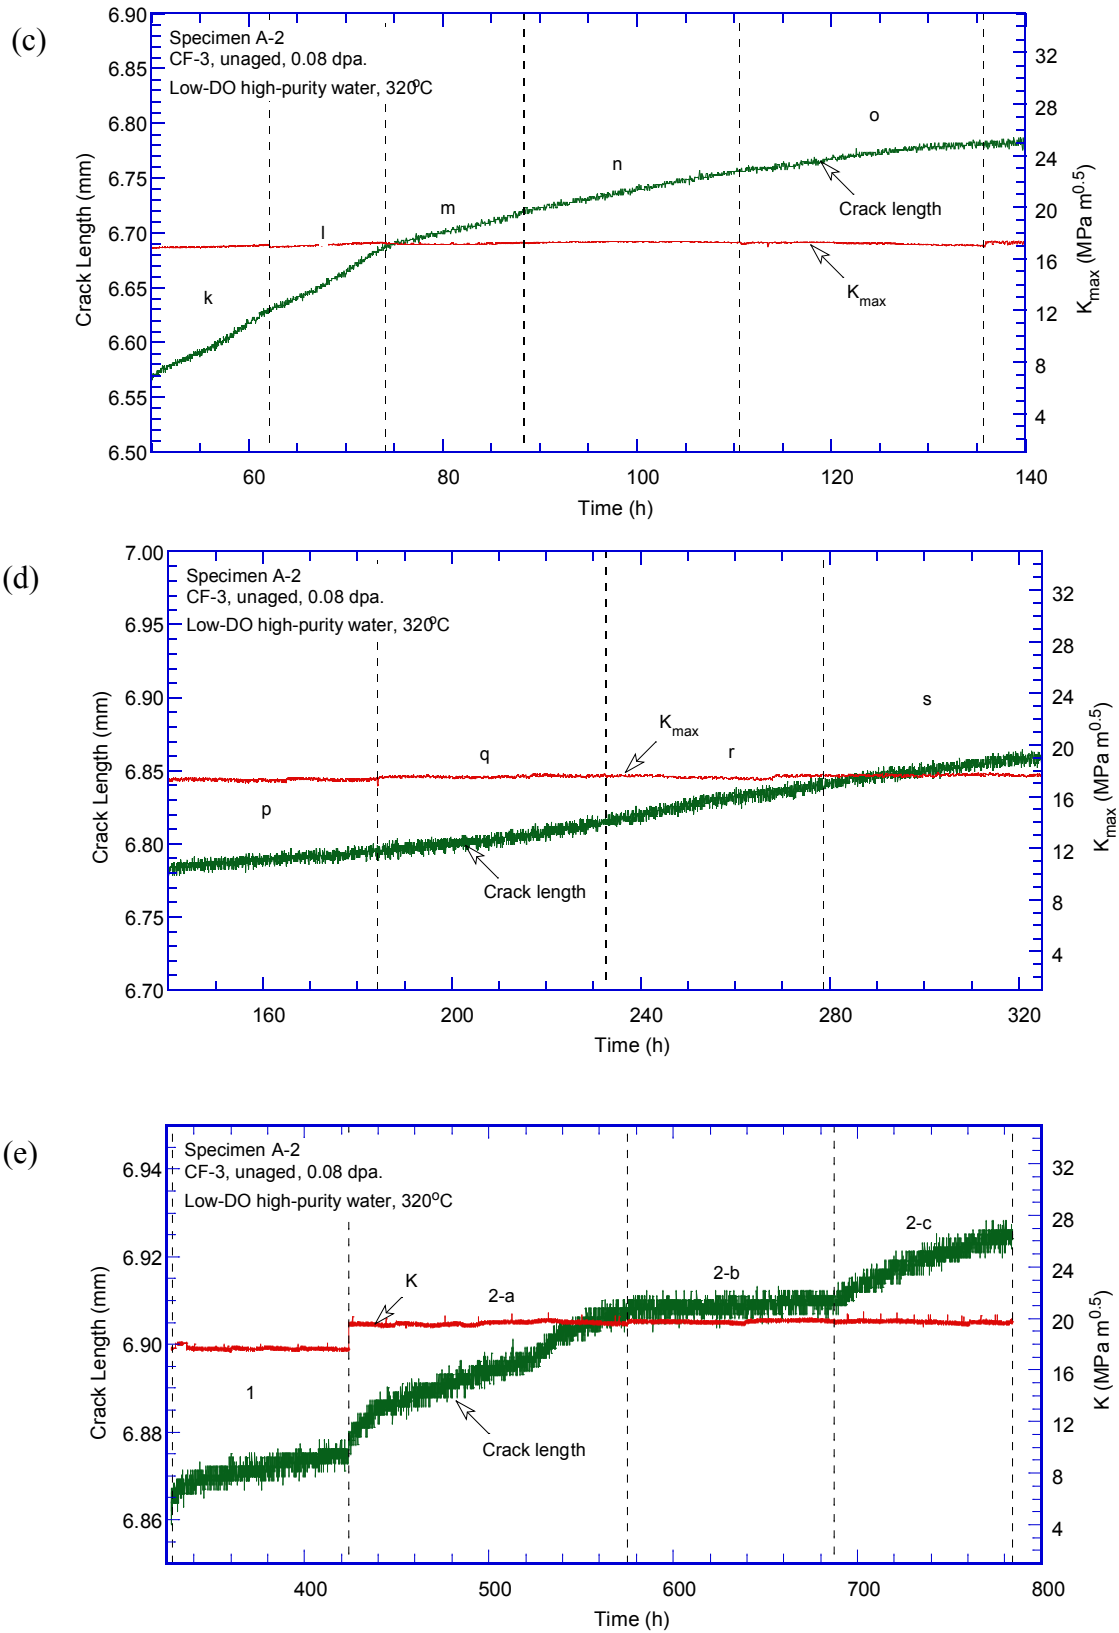 (c)
Specimen A-2
CF-3, unaged, 0.08 dpa.
Low-DO high-purity water, 320°C
6.90
6.85
6.80
6.75
6.70
6.65
6.60
6.55
6.50
Crack Length (mm)
k
l
m
n
o
Crack length
Kmax
32
28
24
20
16
12
8
4
Kmax (MPa m0.5)
60
80
100
120
140
Time (h)
(d)
Specimen A-2
CF-3, unaged, 0.08 dpa.
Low-DO high-purity water, 320°C
7.00
6.95
6.90
6.85
6.80
6.75
6.70
Crack Length (mm)
p
q
r
s
Kmax
Crack length
32
28
24
20
16
12
8
4
Kmax (MPa m0.5)
160
200
240
280
320
Time (h)
(e)
Specimen A-2
CF-3, unaged, 0.08 dpa.
Low-DO high-purity water, 320°C
6.94
6.92
6.90
6.88
6.86
Crack Length (mm)
1
K
2-a
2-b
2-c
Crack length
32
28
24
20
16
12
8
4
K (MPa m0.5)
400
500
600
700
800
Time (h)